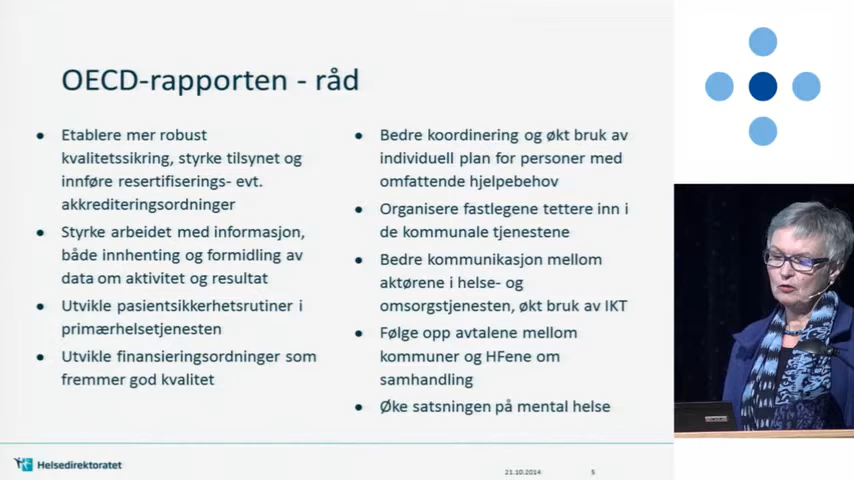 OECD-rapporten - råd
● Etablere mer robust
kvalitetssikring, styrke tilsynet og
innføre resertifiserings- evt.
akkrediteringsordninger
● Styrke arbeidet med informasjon,
både innhenting og formidling av
data om aktivitet og resultat
● Utvikle pasientsikkerhetsrutiner i
primærhelsetjenesten
● Utvikle finansieringsordninger som
fremmer god kvalitet
● Bedre koordinering og økt bruk av
individuell plan for personer med
omfattende hjelpebehov
● Organisere fastlegene tettere inn i
de kommunale tjenestene
● Bedre kommunikasjon mellom
aktørene i helse- og
omsorgstjenesten, økt bruk av IKT
● Følge opp avtalene mellom
kommuner og HFene om
samhandling
● Øke satsningen på mental helse
Helsedirektoratet
21.10.2014
5